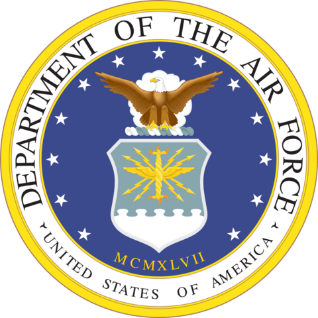 DEPARTMENT OF THE AIR FORCE
MCMXLVII
UNITED STATES OF AMERICA